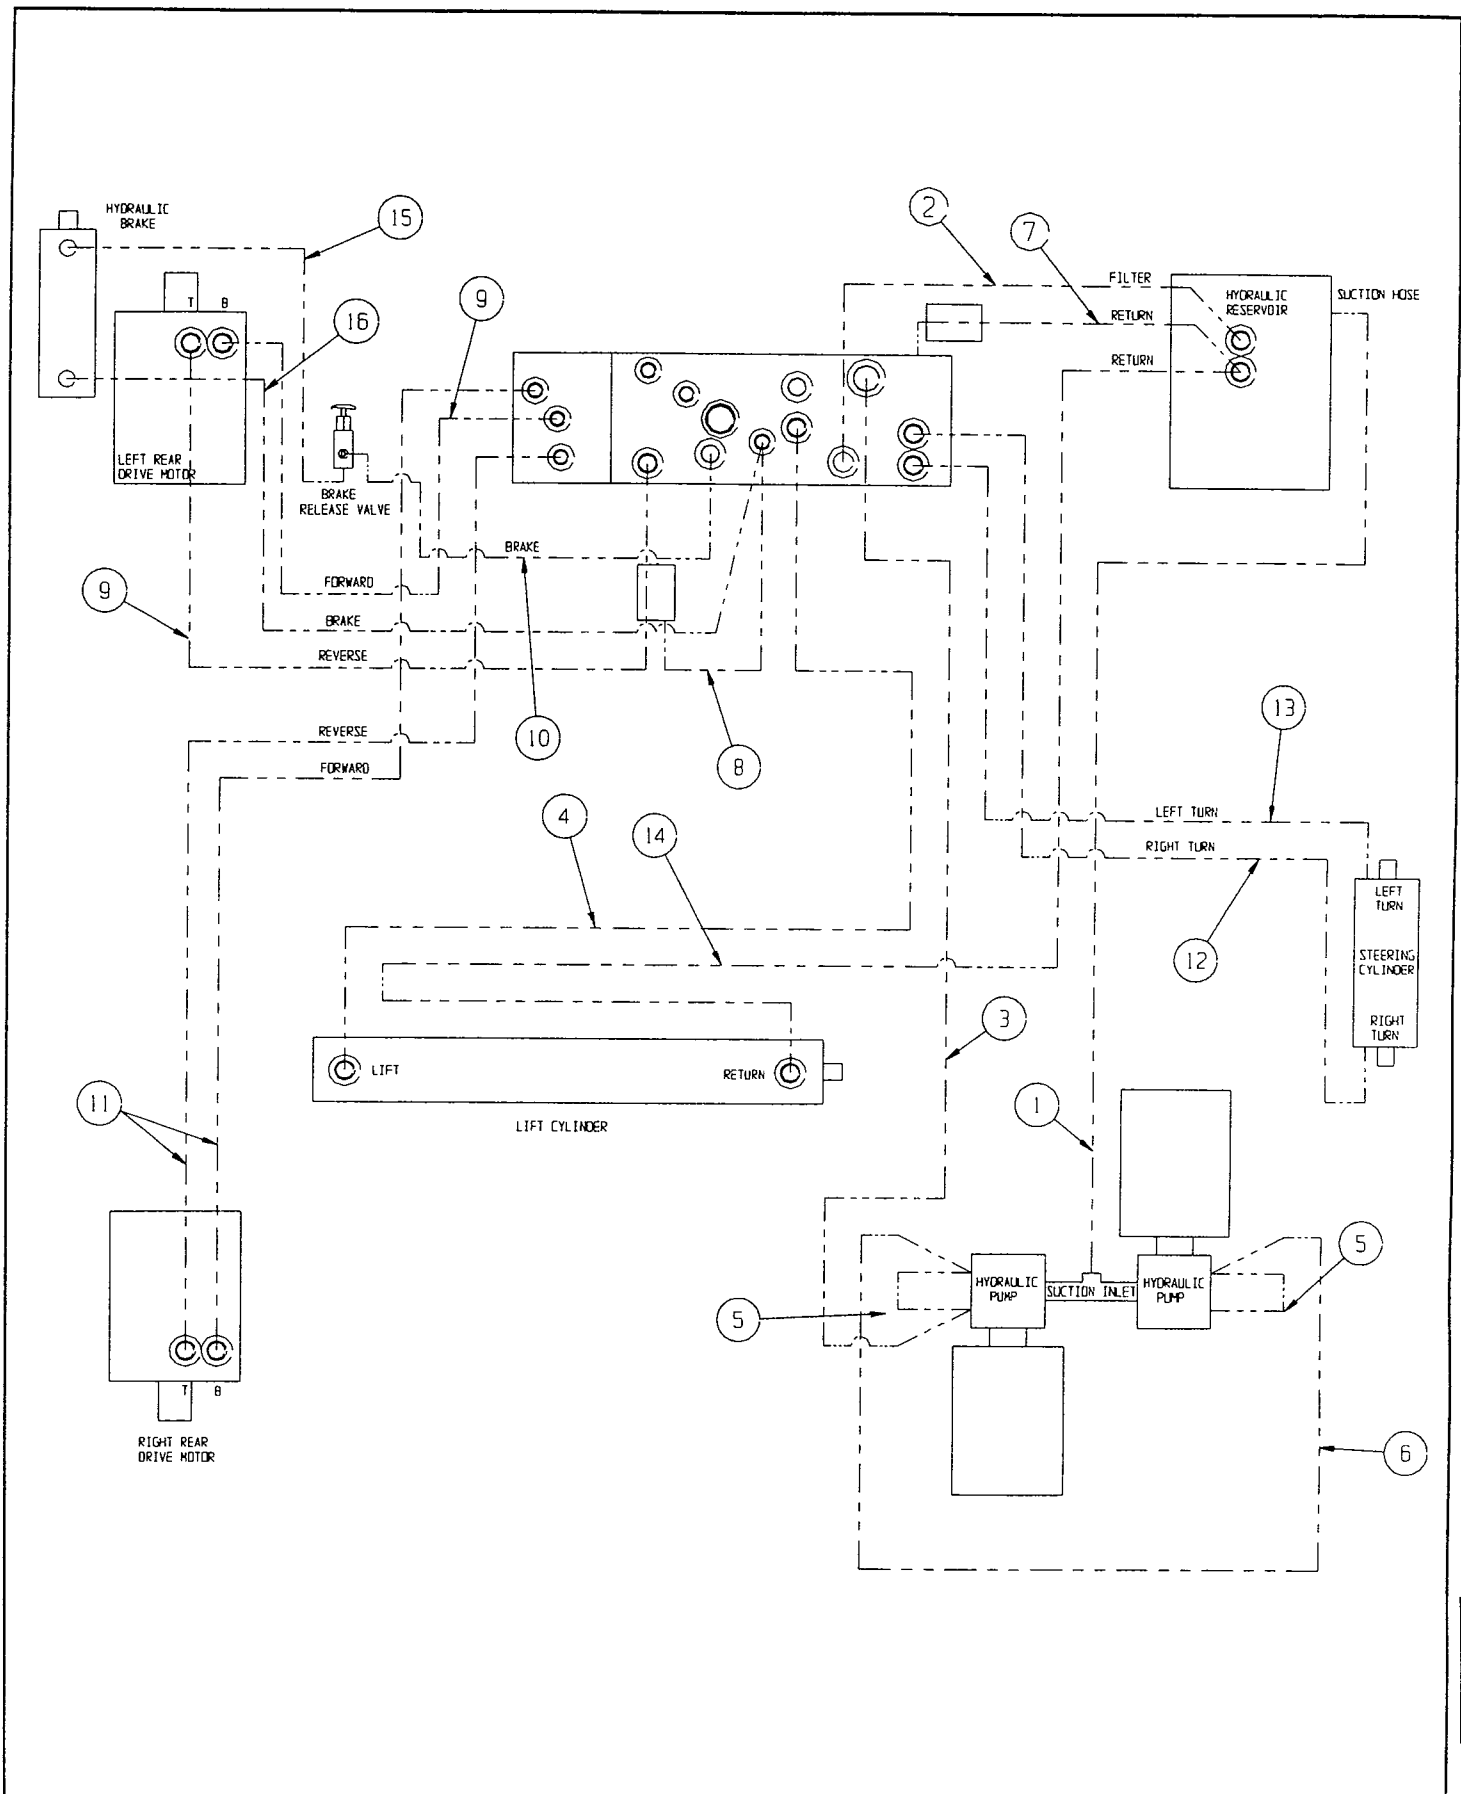 HYDRAULIC
BRAKE
15
2
7
FILTER
HYDRAULIC
RESERVOIR
SUCTION HOSE
T B
16
9
RETURN
RETURN
LEFT REAR
DRIVE MOTOR
BRAKE
RELEASE VALVE
BRAKE
FORWARD
9
BRAKE
REVERSE
REVERSE
10
8
13
FORWARD
4
14
LEFT TURN
RIGHT TURN
LEFT
TURN
12
STEERING
CYLINDER
3
RIGHT
TURN
LIFT
RETURN
11
LIFT CYLINDER
1
5
HYDRAULIC
PUMP
SUCTION INLET
HYDRAULIC
PUMP
5
T B
RIGHT REAR
DRIVE MOTOR
6